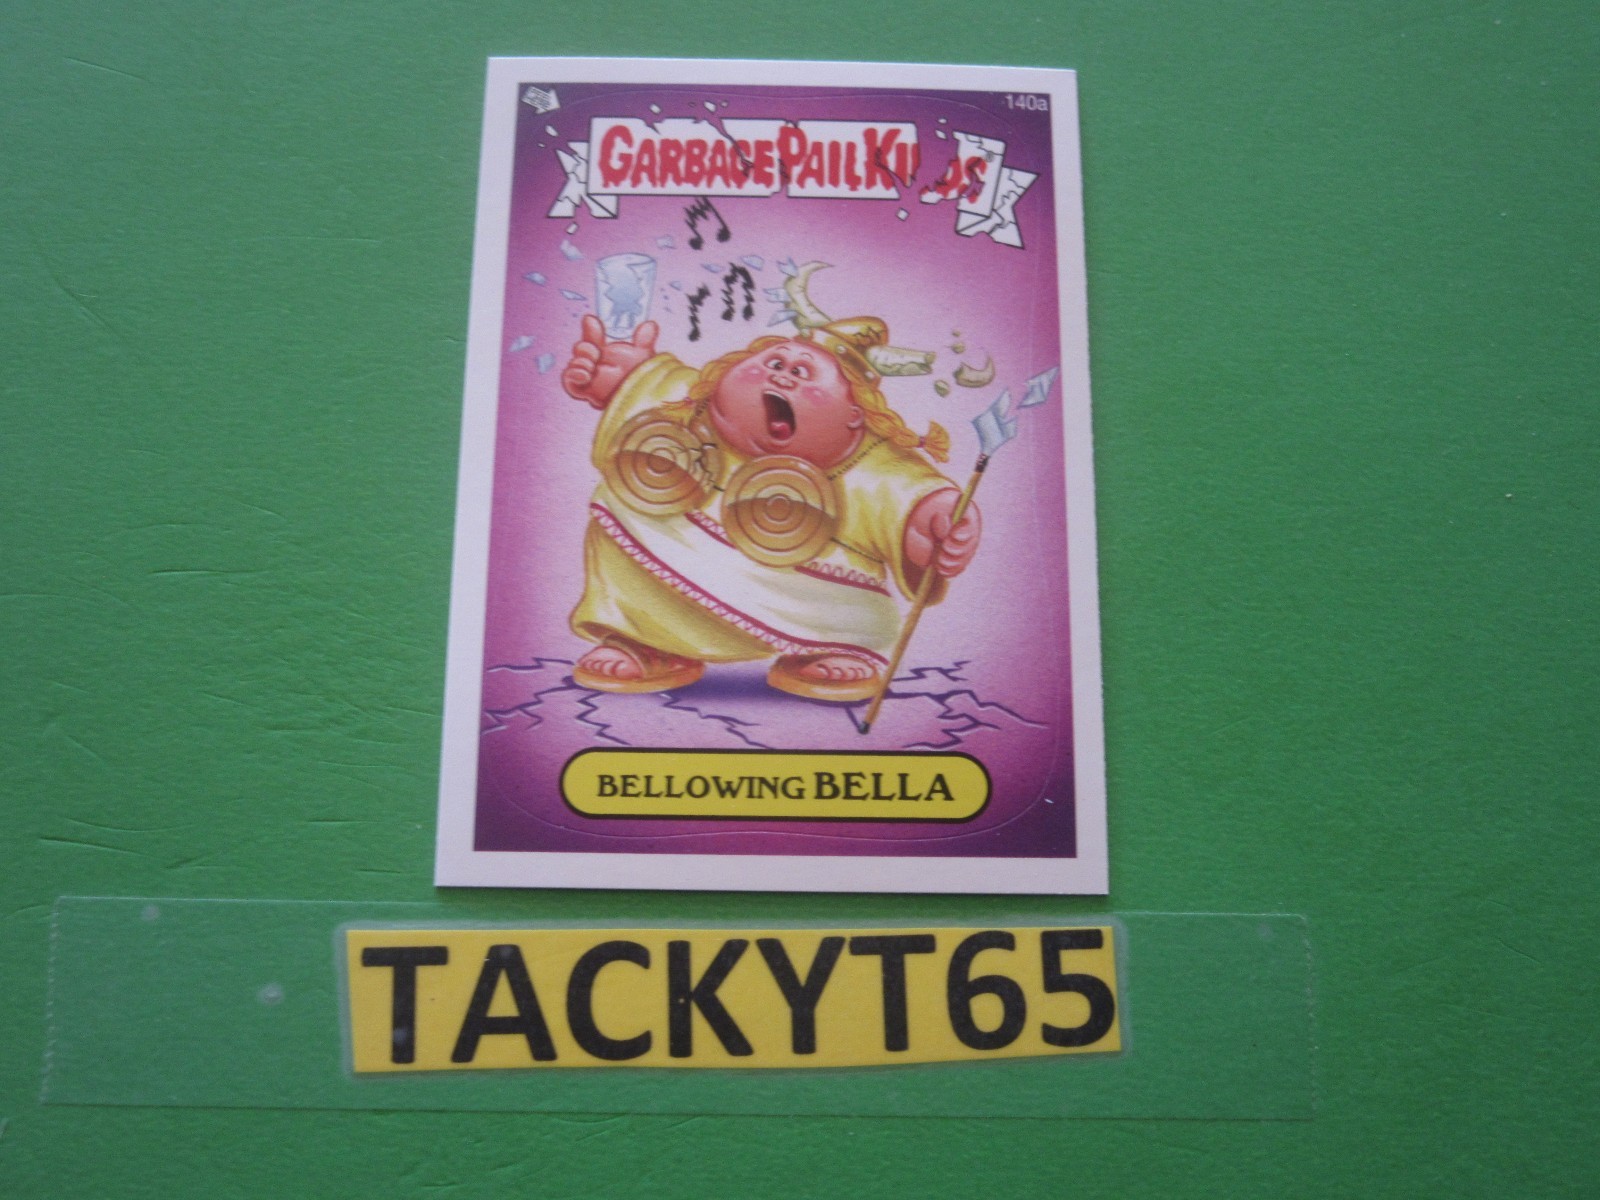 140a
GARBAGE PAIL KIDS
BELLOWING BELLA
TACKYT65